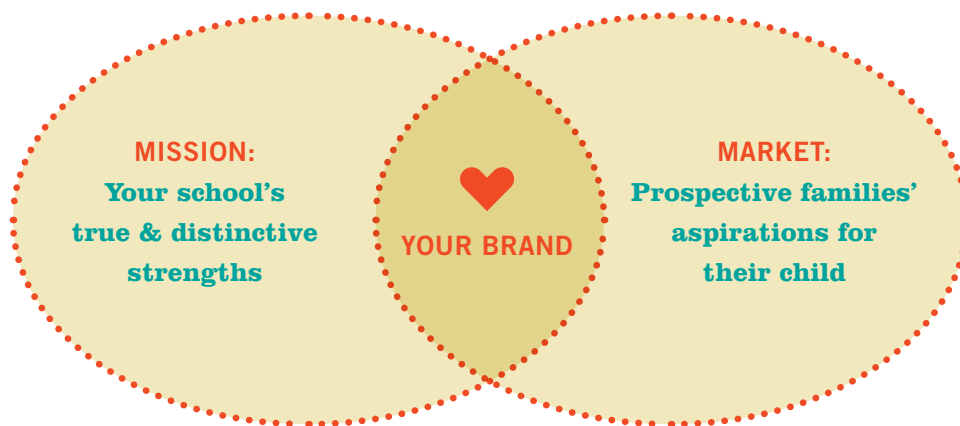 MISSION:
Your school’s
true & distinctive
strengths
YOUR BRAND
MARKET:
Prospective families’
aspirations for
their child